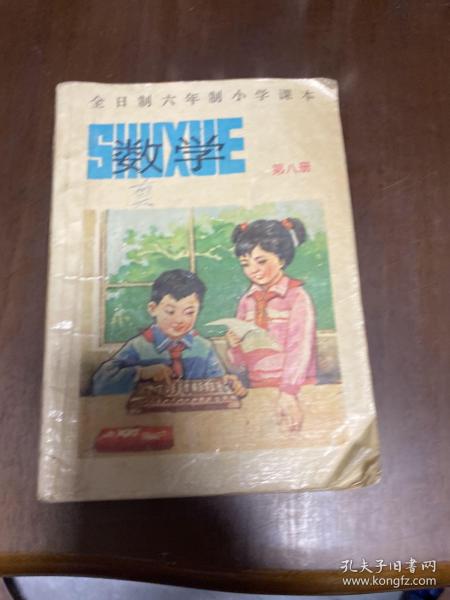 全日制六年制小学课本
SHUXUE
数学
第八册
孔夫子旧书网
www.kongfz.com